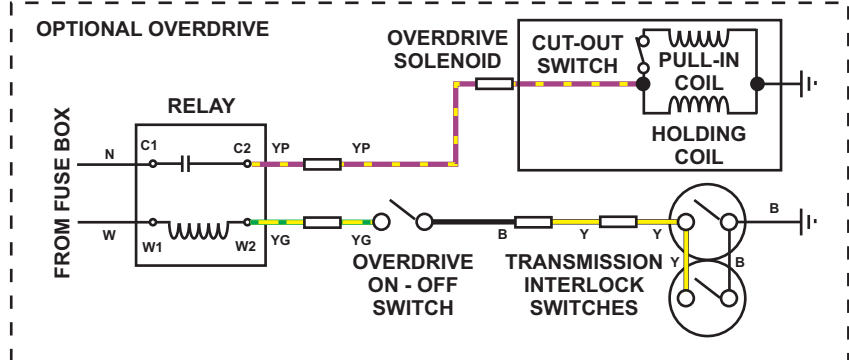 OPTIONAL OVERDRIVE
OVERDRIVE
SOLENOID
CUT-OUT
SWITCH
PULL-IN
COIL
HOLDING
COIL
RELAY
FROM FUSE BOX
N
C1
C2
YP
YP
W
W1
W2
YG
YG
B
Y
Y
B
Y
B
OVERDRIVE
ON - OFF
SWITCH
TRANSMISSION
INTERLOCK
SWITCHES